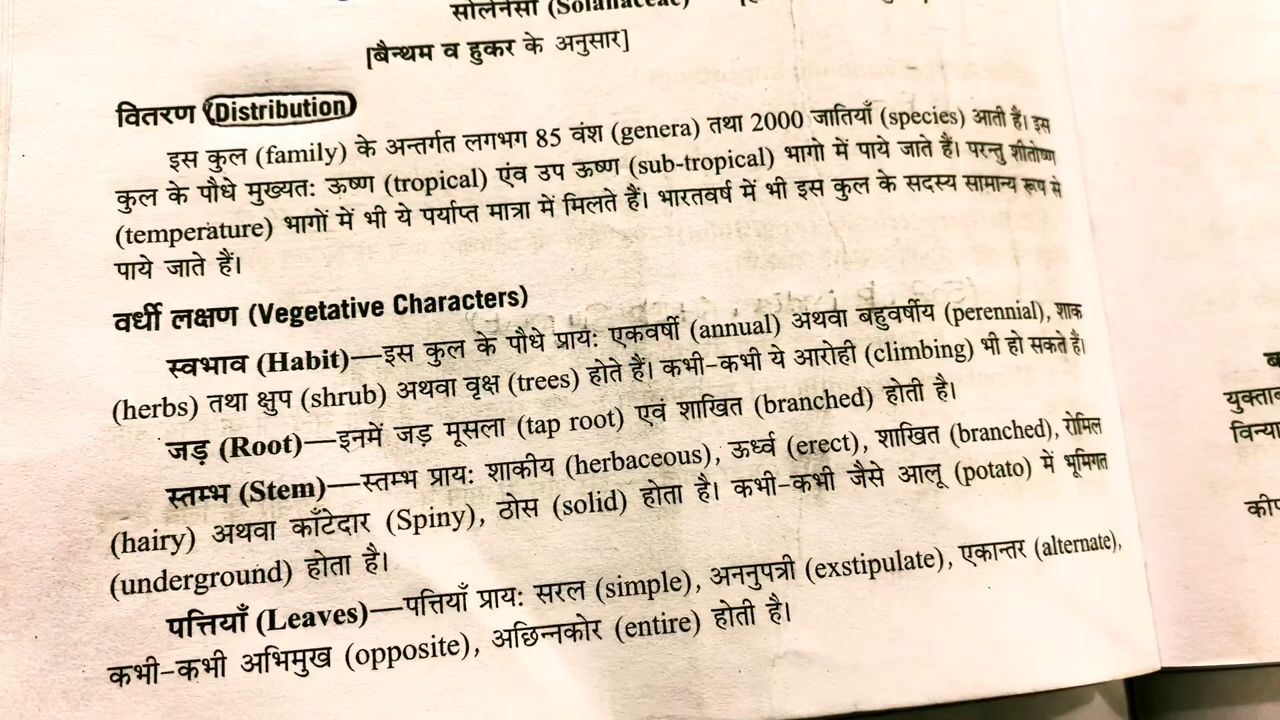 सोलेनेसी (Solanaceae)
[बैन्थम व हुकर के अनुसार]
वितरण (Distribution)
इस कुल (family) के अन्तर्गत लगभग 85 वंश (genera) तथा 2000 जातियाँ (species) आती हैं। इस
कुल के पौधे मुख्यत: ऊष्ण (tropical) एंव उप ऊष्ण (sub-tropical) भागो में पाये जाते हैं। परन्तु शीतोष्ण
(temperature) भागों में भी ये पर्याप्त मात्रा में मिलते हैं। भारतवर्ष में भी इस कुल के सदस्य सामान्य रूप से
पाये जाते हैं।
वर्धी लक्षण (Vegetative Characters)
स्वभाव (Habit)—इस कुल के पौधे प्राय: एकवर्षी (annual) अथवा बहुवर्षीय (perennial), शाक
(herbs) तथा क्षुप (shrub) अथवा वृक्ष (trees) होते हैं। कभी-कभी ये आरोही (climbing) भी हो सकते हैं।
जड़ (Root)—इनमें जड़ मूसला (tap root) एवं शाखित (branched) होती है।
स्तम्भ (Stem)—स्तम्भ प्राय: शाकीय (herbaceous), ऊर्ध्व (erect), शाखित (branched), रोमिल
(hairy) अथवा काँटेदार (Spiny), ठोस (solid) होता है। कभी-कभी जैसे आलू (potato) में भूमिगत
(underground) होता है।
पत्तियाँ (Leaves)—पत्तियाँ प्राय: सरल (simple), अननुपत्री (exstipulate), एकान्तर (alternate),
कभी-कभी अभिमुख (opposite), अछिन्नकोर (entire) होती है।